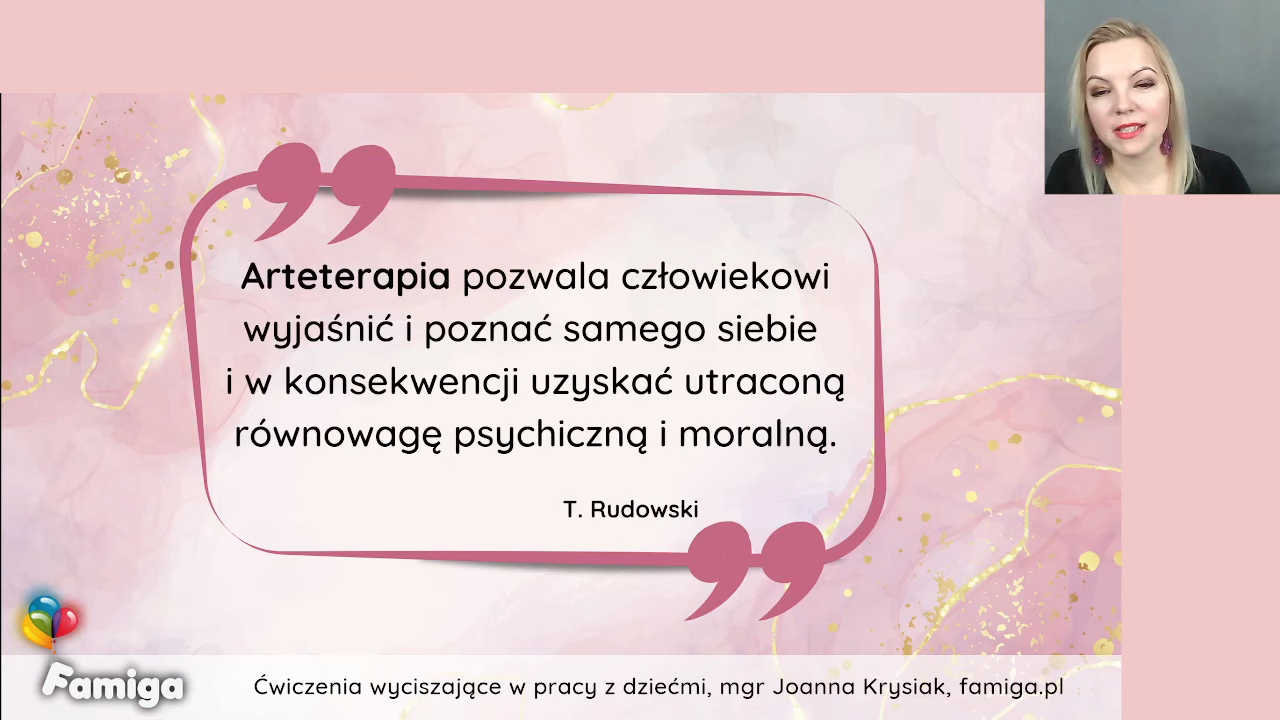 Arteterapia pozwala człowiekowi
wyjaśnić i poznać samego siebie
i w konsekwencji uzyskać utraconą
równowagę psychiczną i moralną.
T. Rudowski
Famiga
Ćwiczenia wyciszające w pracy z dziećmi, mgr Joanna Krysiak, famiga.pl